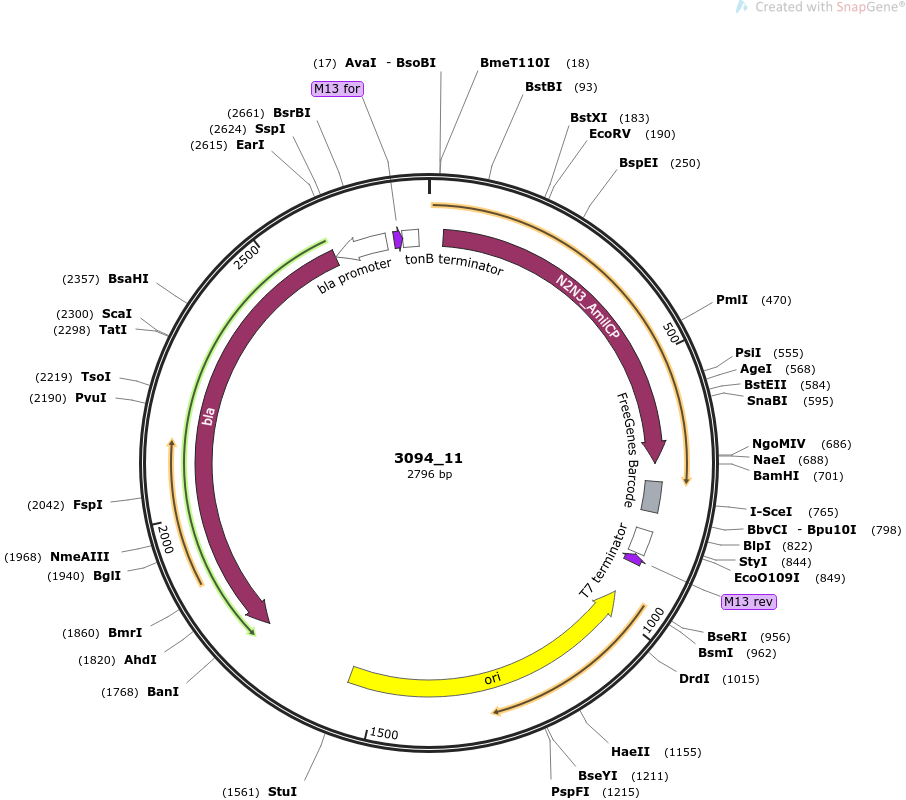 Created with SnapGene®
(17) AvaI - BsoBI
BmeT110I (18)
M13 for
BstBI (93)
(2661) BsrBI
BstXI (183)
(2624) SspI
EcoRV (190)
(2615) EarI
BspEI (250)
2500
bla promoter
tonB terminator
N2N3_AmilCP
(2357) BsaHI
PmlI (470)
(2300) ScaI
500
(2298) TatI
PsiI (555)
AgeI (568)
(2219) TsoI
BstEII (584)
(2190) PvuI
SnaBI (595)
bla
FreeGenes Barcode
NgoMIV (686)
3094_11
NaeI (688)
2796 bp
BamHI (701)
(2042) FspI
I-SceI (765)
2000
BbvCI - Bpu10I (798)
T7 terminator
BlpI (822)
(1968) NmeAIII
StyI (844)
(1940) BglI
EcoO109I (849)
M13 rev
(1860) BmrI
1000
BseRI (956)
(1820) AhdI
BsmI (962)
ori
DrdI (1015)
(1768) BanI
1500
HaeII (1155)
BseYI (1211)
(1561) StuI
PspFI (1215)